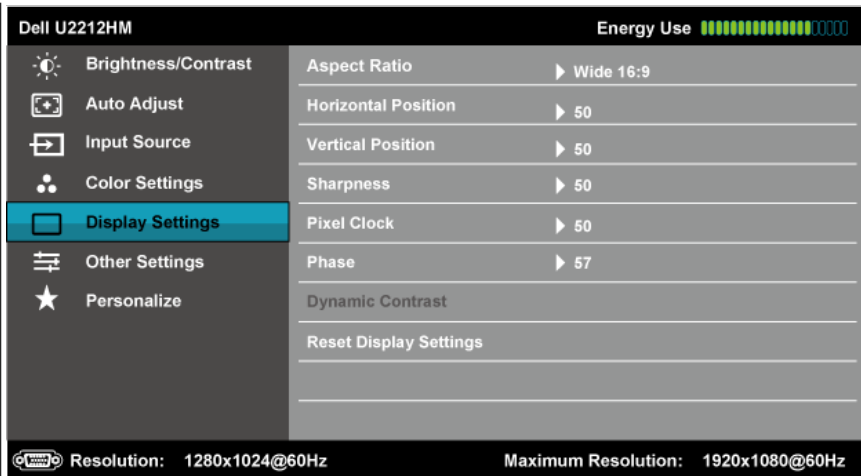 Dell U2212HM Energy Use
Brightness/Contrast
Auto Adjust
Input Source
Color Settings
Display Settings
Other Settings
Personalize
Aspect Ratio Wide 16:9
Horizontal Position 50
Vertical Position 50
Sharpness 50
Pixel Clock 50
Phase 57
Dynamic Contrast
Reset Display Settings
Resolution: 1280x1024@60Hz Maximum Resolution: 1920x1080@60Hz